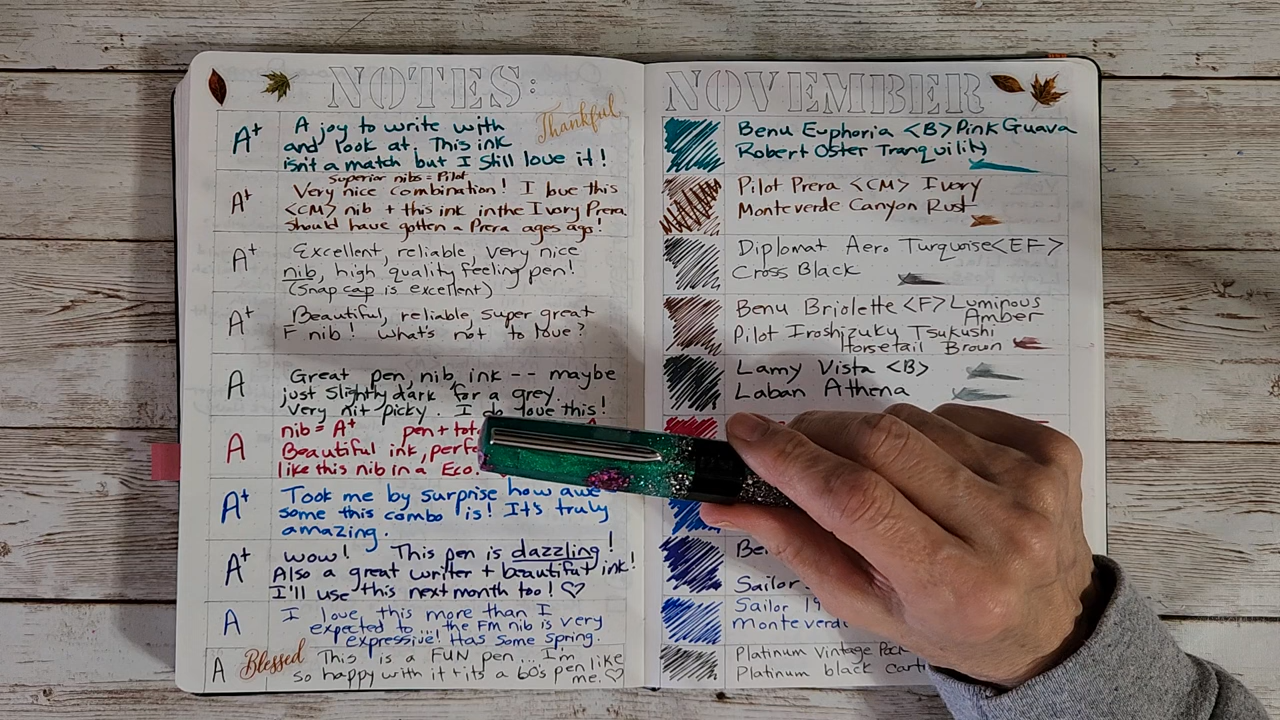 NOTES:
Thankful
A+
A joy to write with
and look at. This ink
isn't a match but I still love it!
A+
superior nibs = Pilot
Very nice combination! I love this
<CM> nib + this ink in the Ivory Prera
should have gotten a Prera ages ago!
A+
Excellent, reliable, very nice
nib, high quality feeling pen!
(Snap cap is excellent)
A+
Beautiful, reliable, super great
F nib! What's not to love?
A
Great pen, nib, ink -- maybe
just slightly dark for a grey.
Very nit picky. I do love this!
A
nib = A+ pen +
Beautiful ink,
like this nib in a Eco.
A+
Took me by surprise how awe
some this combo is! It's truly
amazing.
A+
wow! This pen is dazzling!
Also a great writer + beautiful ink!
I'll use this next month too! ♡
A
I love this more than I
expected to... the FM nib is very
expressive! Has some spring.
A
Blessed
This is a FUN pen... I'm
so happy with it + its a 60's pen like
me. ♡
NOVEMBER
Benu Euphoria <B> Pink Guava
Robert Oster Tranquility
Pilot Prera <CM> Ivory
Monteverde Canyon Rust
Diplomat Aero Turquoise <EF>
Cross Black
Benu Briolette <F> Luminous
Amber
Pilot Iroshizuky Tsukushi
Horsetail Brown
Lamy Vista <B>
Laban Athena
Sailor
Sailor
Monteverde
Platinum Vintage
Platinum black